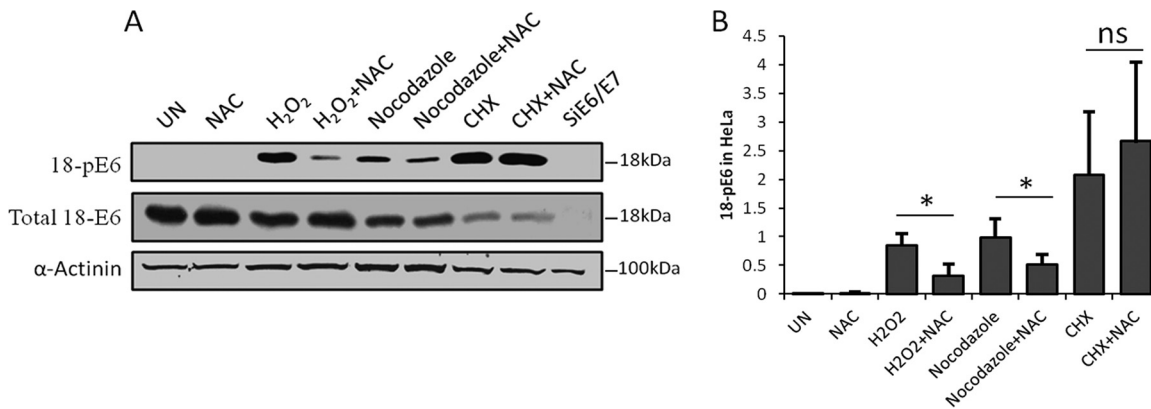 A
UN
NAC
H₂O₂
H₂O₂+NAC
Nocodazole
Nocodazole+NAC
CHX
CHX+NAC
SiE6/E7
18-pE6
18kDa
Total 18-E6
18kDa
α-Actinin
100kDa
B
18-pE6 in HeLa
4.5
4
3.5
3
2.5
2
1.5
1
0.5
0
*
*
ns
UN
NAC
H2O2
H2O2+NAC
Nocodazole
Nocodazole+NAC
CHX
CHX+NAC